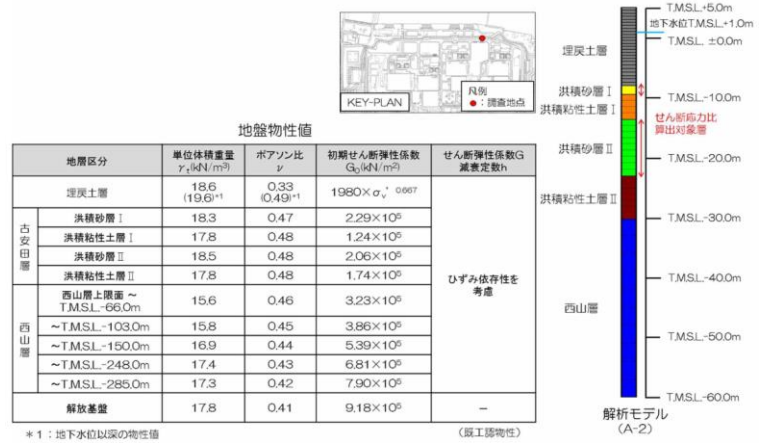 KEY-PLAN
凡例
●：調査地点
地盤物性値
地層区分 単位体積重量 γt(kN/m³) ポアソン比 ν 初期せん断弾性係数 G₀(kN/m²) せん断弾性係数G 減衰定数h
埋戻土層 18.6 (19.6)*1 0.33 (0.49)*1 1980×σv'^0.667 ひずみ依存性を考慮
古安田層
洪積砂層Ⅰ 18.3 0.47 2.29×10⁵
洪積粘性土層Ⅰ 17.8 0.48 1.24×10⁵
洪積砂層Ⅱ 18.5 0.48 2.06×10⁵
洪積粘性土層Ⅱ 17.8 0.48 1.74×10⁵
西山層
西山層上限面 ～ T.M.S.L.-66.0m 15.6 0.46 3.23×10⁵
～T.M.S.L.-103.0m 15.8 0.45 3.86×10⁵
～T.M.S.L.-150.0m 16.9 0.44 5.39×10⁵
～T.M.S.L.-248.0m 17.4 0.43 6.81×10⁵
～T.M.S.L.-285.0m 17.3 0.42 7.90×10⁵
解放基盤 17.8 0.41 9.18×10⁵ −
＊1：地下水位以深の物性値
（既工認物性）
T.M.S.L.+5.0m
地下水位T.M.S.L.+1.0m
T.M.S.L. ±0.0m
埋戻土層
洪積砂層Ⅰ
T.M.S.L.-10.0m
洪積粘性土層Ⅰ
せん断応力比
算出対象層
洪積砂層Ⅱ
T.M.S.L.-20.0m
洪積粘性土層Ⅱ
T.M.S.L.-30.0m
T.M.S.L.-40.0m
西山層
T.M.S.L.-50.0m
T.M.S.L.-60.0m
解析モデル
（A-2）